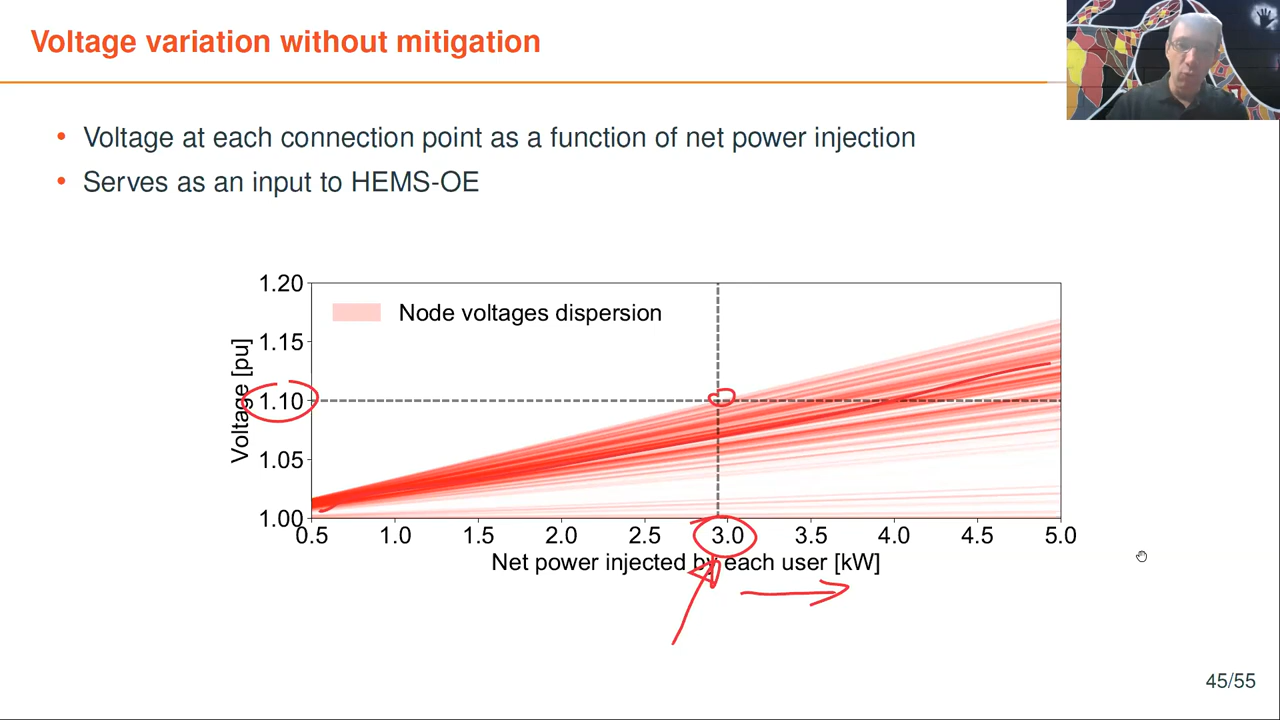 Voltage variation without mitigation
• Voltage at each connection point as a function of net power injection
• Serves as an input to HEMS-OE
1.20
Node voltages dispersion
1.15
1.10
1.05
1.00
Voltage [pu]
0.5 1.0 1.5 2.0 2.5 3.0 3.5 4.0 4.5 5.0
Net power injected by each user [kW]
45/55